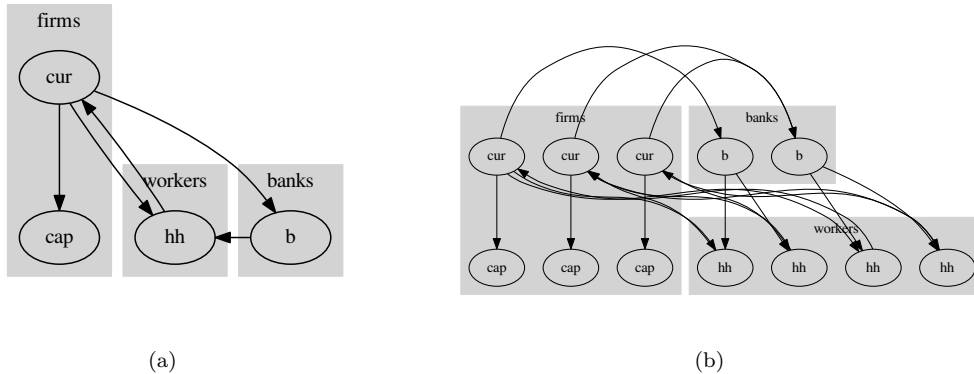 firms
cur
workers
banks
cap
hh
b
(a)
firms
banks
cur
cur
cur
b
b
workers
cap
cap
cap
hh
hh
hh
hh
(b)